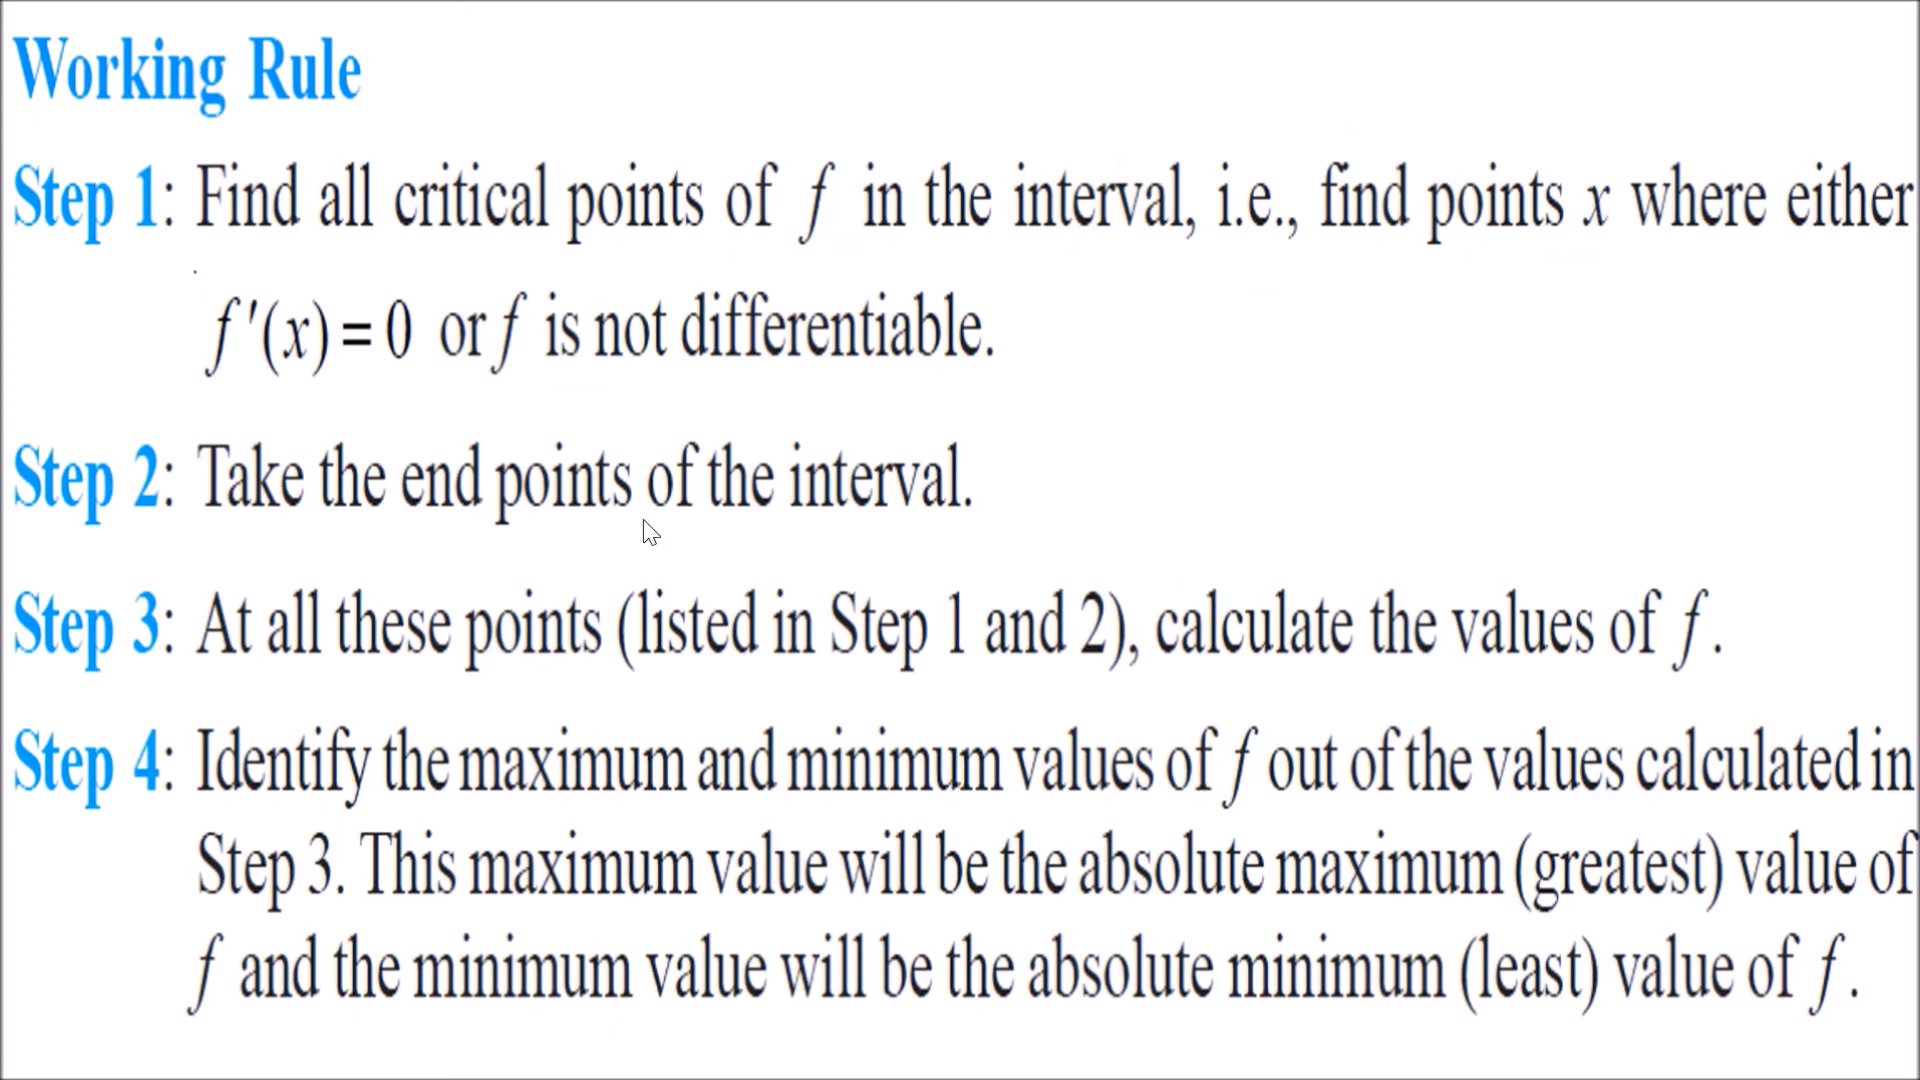 Working Rule
Step 1: Find all critical points of f in the interval, i.e., find points x where either
f ′(x) = 0 or f is not differentiable.
Step 2: Take the end points of the interval.
Step 3: At all these points (listed in Step 1 and 2), calculate the values of f .
Step 4: Identify the maximum and minimum values of f out of the values calculated in
Step 3. This maximum value will be the absolute maximum (greatest) value of
f and the minimum value will be the absolute minimum (least) value of f .